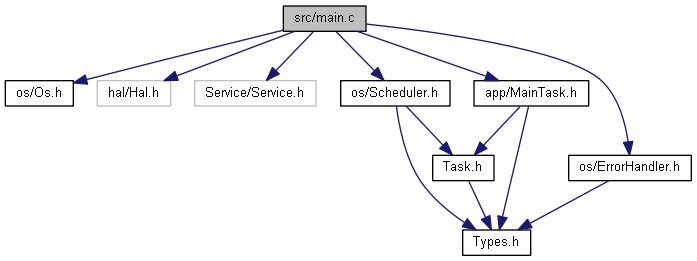 src/main.c
os/Os.h
hal/Hal.h
Service/Service.h
os/Scheduler.h
app/MainTask.h
Task.h
os/ErrorHandler.h
Types.h